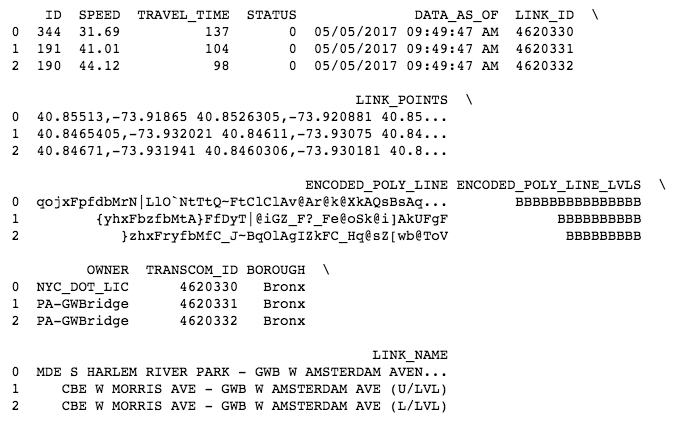 ID SPEED TRAVEL_TIME STATUS DATA_AS_OF LINK_ID \
0 344 31.69 137 0 05/05/2017 09:49:47 AM 4620330
1 191 41.01 104 0 05/05/2017 09:49:47 AM 4620331
2 190 44.12 98 0 05/05/2017 09:49:47 AM 4620332
LINK_POINTS \
0 40.85513,-73.91865 40.8526305,-73.920881 40.85...
1 40.8465405,-73.932021 40.84611,-73.93075 40.84...
2 40.84671,-73.931941 40.8460306,-73.930181 40.8...
ENCODED_POLY_LINE ENCODED_POLY_LINE_LVLS \
0 qojxFpfdbMrN|LlO`NtTtQ~FtClClAv@Ar@k@XkAQsBsAq... BBBBBBBBBBBBBBB
1 {yhxFbzfbMtA}FfDyT|@iGZ_F?_Fe@oSk@i]AkUFgF BBBBBBBBBB
2 }zhxFryfbMfC_J~BqOlAgIZkFC_Hq@sZ[wb@ToV BBBBBBBBB
OWNER TRANSCOM_ID BOROUGH \
0 NYC_DOT_LIC 4620330 Bronx
1 PA-GWBridge 4620331 Bronx
2 PA-GWBridge 4620332 Bronx
LINK_NAME
0 MDE S HARLEM RIVER PARK - GWB W AMSTERDAM AVEN...
1 CBE W MORRIS AVE - GWB W AMSTERDAM AVE (U/LVL)
2 CBE W MORRIS AVE - GWB W AMSTERDAM AVE (L/LVL)